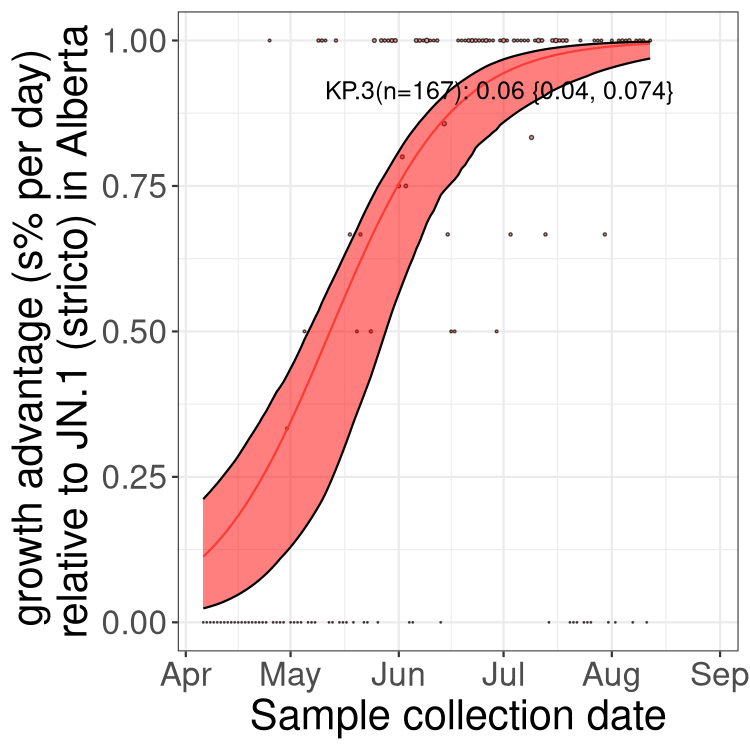 growth advantage (s% per day)
relative to JN.1 (stricto) in Alberta
1.00
0.75
0.50
0.25
0.00
KP.3(n=167): 0.06 {0.04, 0.074}
Apr May Jun Jul Aug Sep
Sample collection date